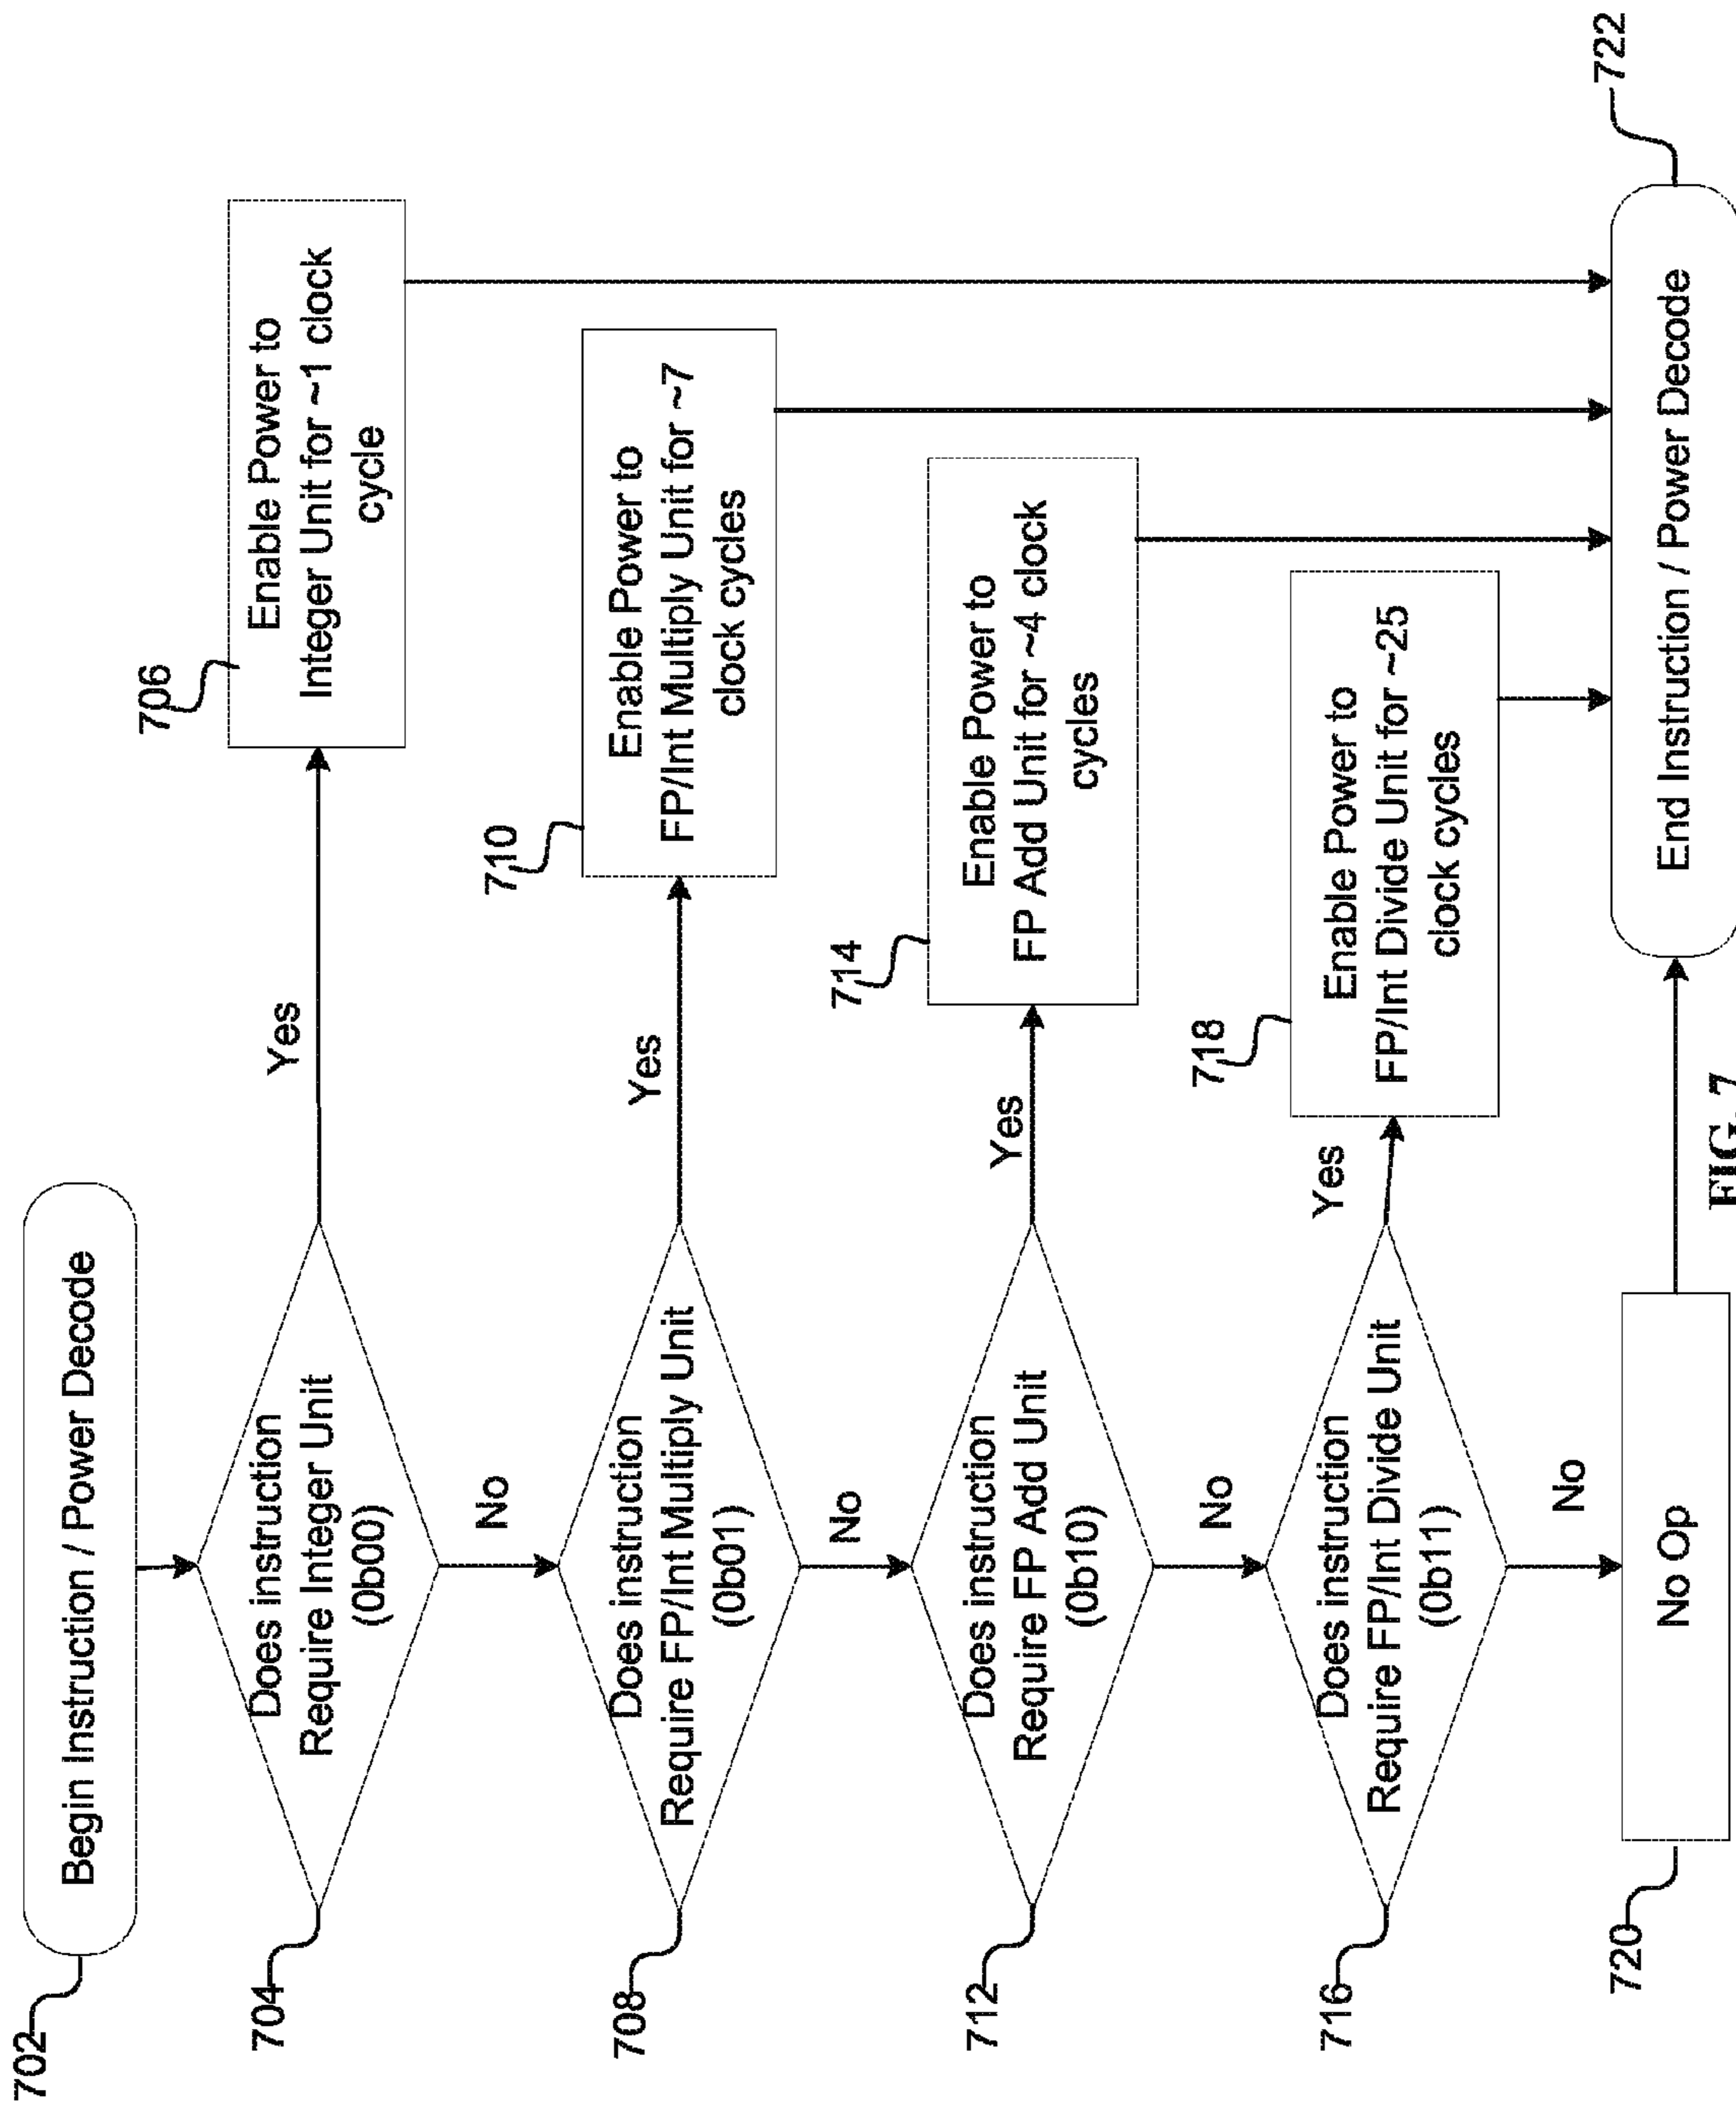 702
Begin Instruction / Power Decode
704
Does instruction
Require Integer Unit
(0b00)
Yes
706
Enable Power to
Integer Unit for ~1 clock
cycle
No
708
Does instruction
Require FP/Int Multiply Unit
(0b01)
Yes
710
Enable Power to
FP/Int Multiply Unit for ~7
clock cycles
No
712
Does instruction
Require FP Add Unit
(0b10)
Yes
714
Enable Power to
FP Add Unit for ~4 clock
cycles
No
716
Does instruction
Require FP/Int Divide Unit
(0b11)
Yes
718
Enable Power to
FP/Int Divide Unit for ~25
clock cycles
No
720
No Op
End Instruction / Power Decode
722
FIG. 7